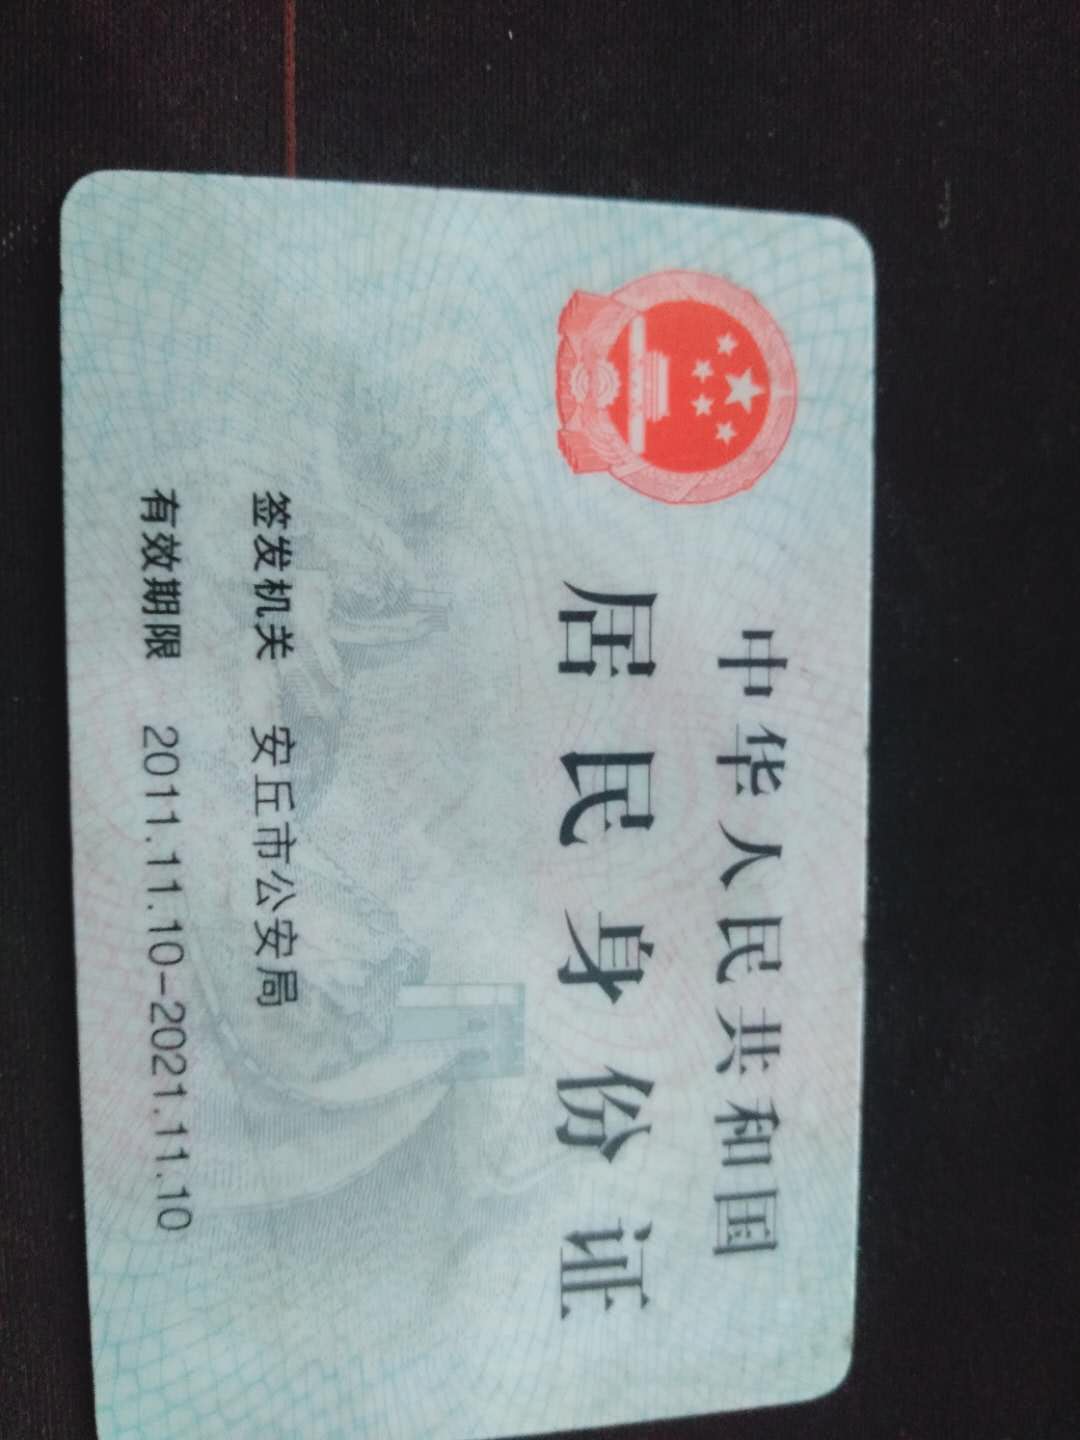 中华人民共和国
居民身份证
签发机关 安丘市公安局
有效期限 2011.11.10-2021.11.10